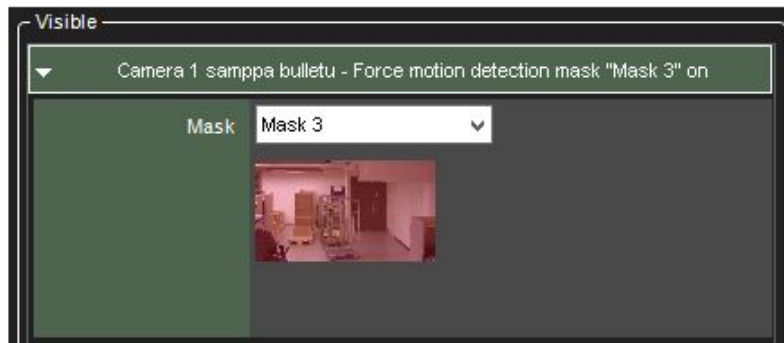 Visible
Camera 1 samppa bulletu - Force motion detection mask "Mask 3" on
Mask
Mask 3